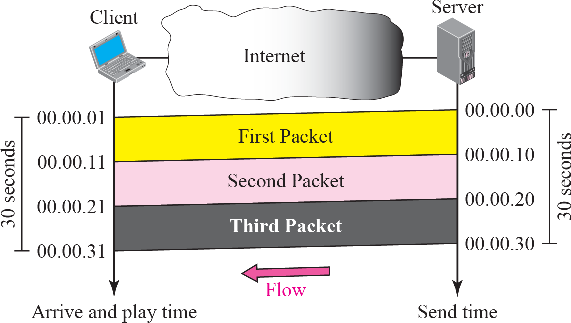 Client
Server
Internet
00.00.01
00.00.00
First Packet
00.00.11
00.00.10
30 seconds
Second Packet
30 seconds
00.00.21
00.00.20
Third Packet
00.00.31
00.00.30
Flow
Arrive and play time
Send time